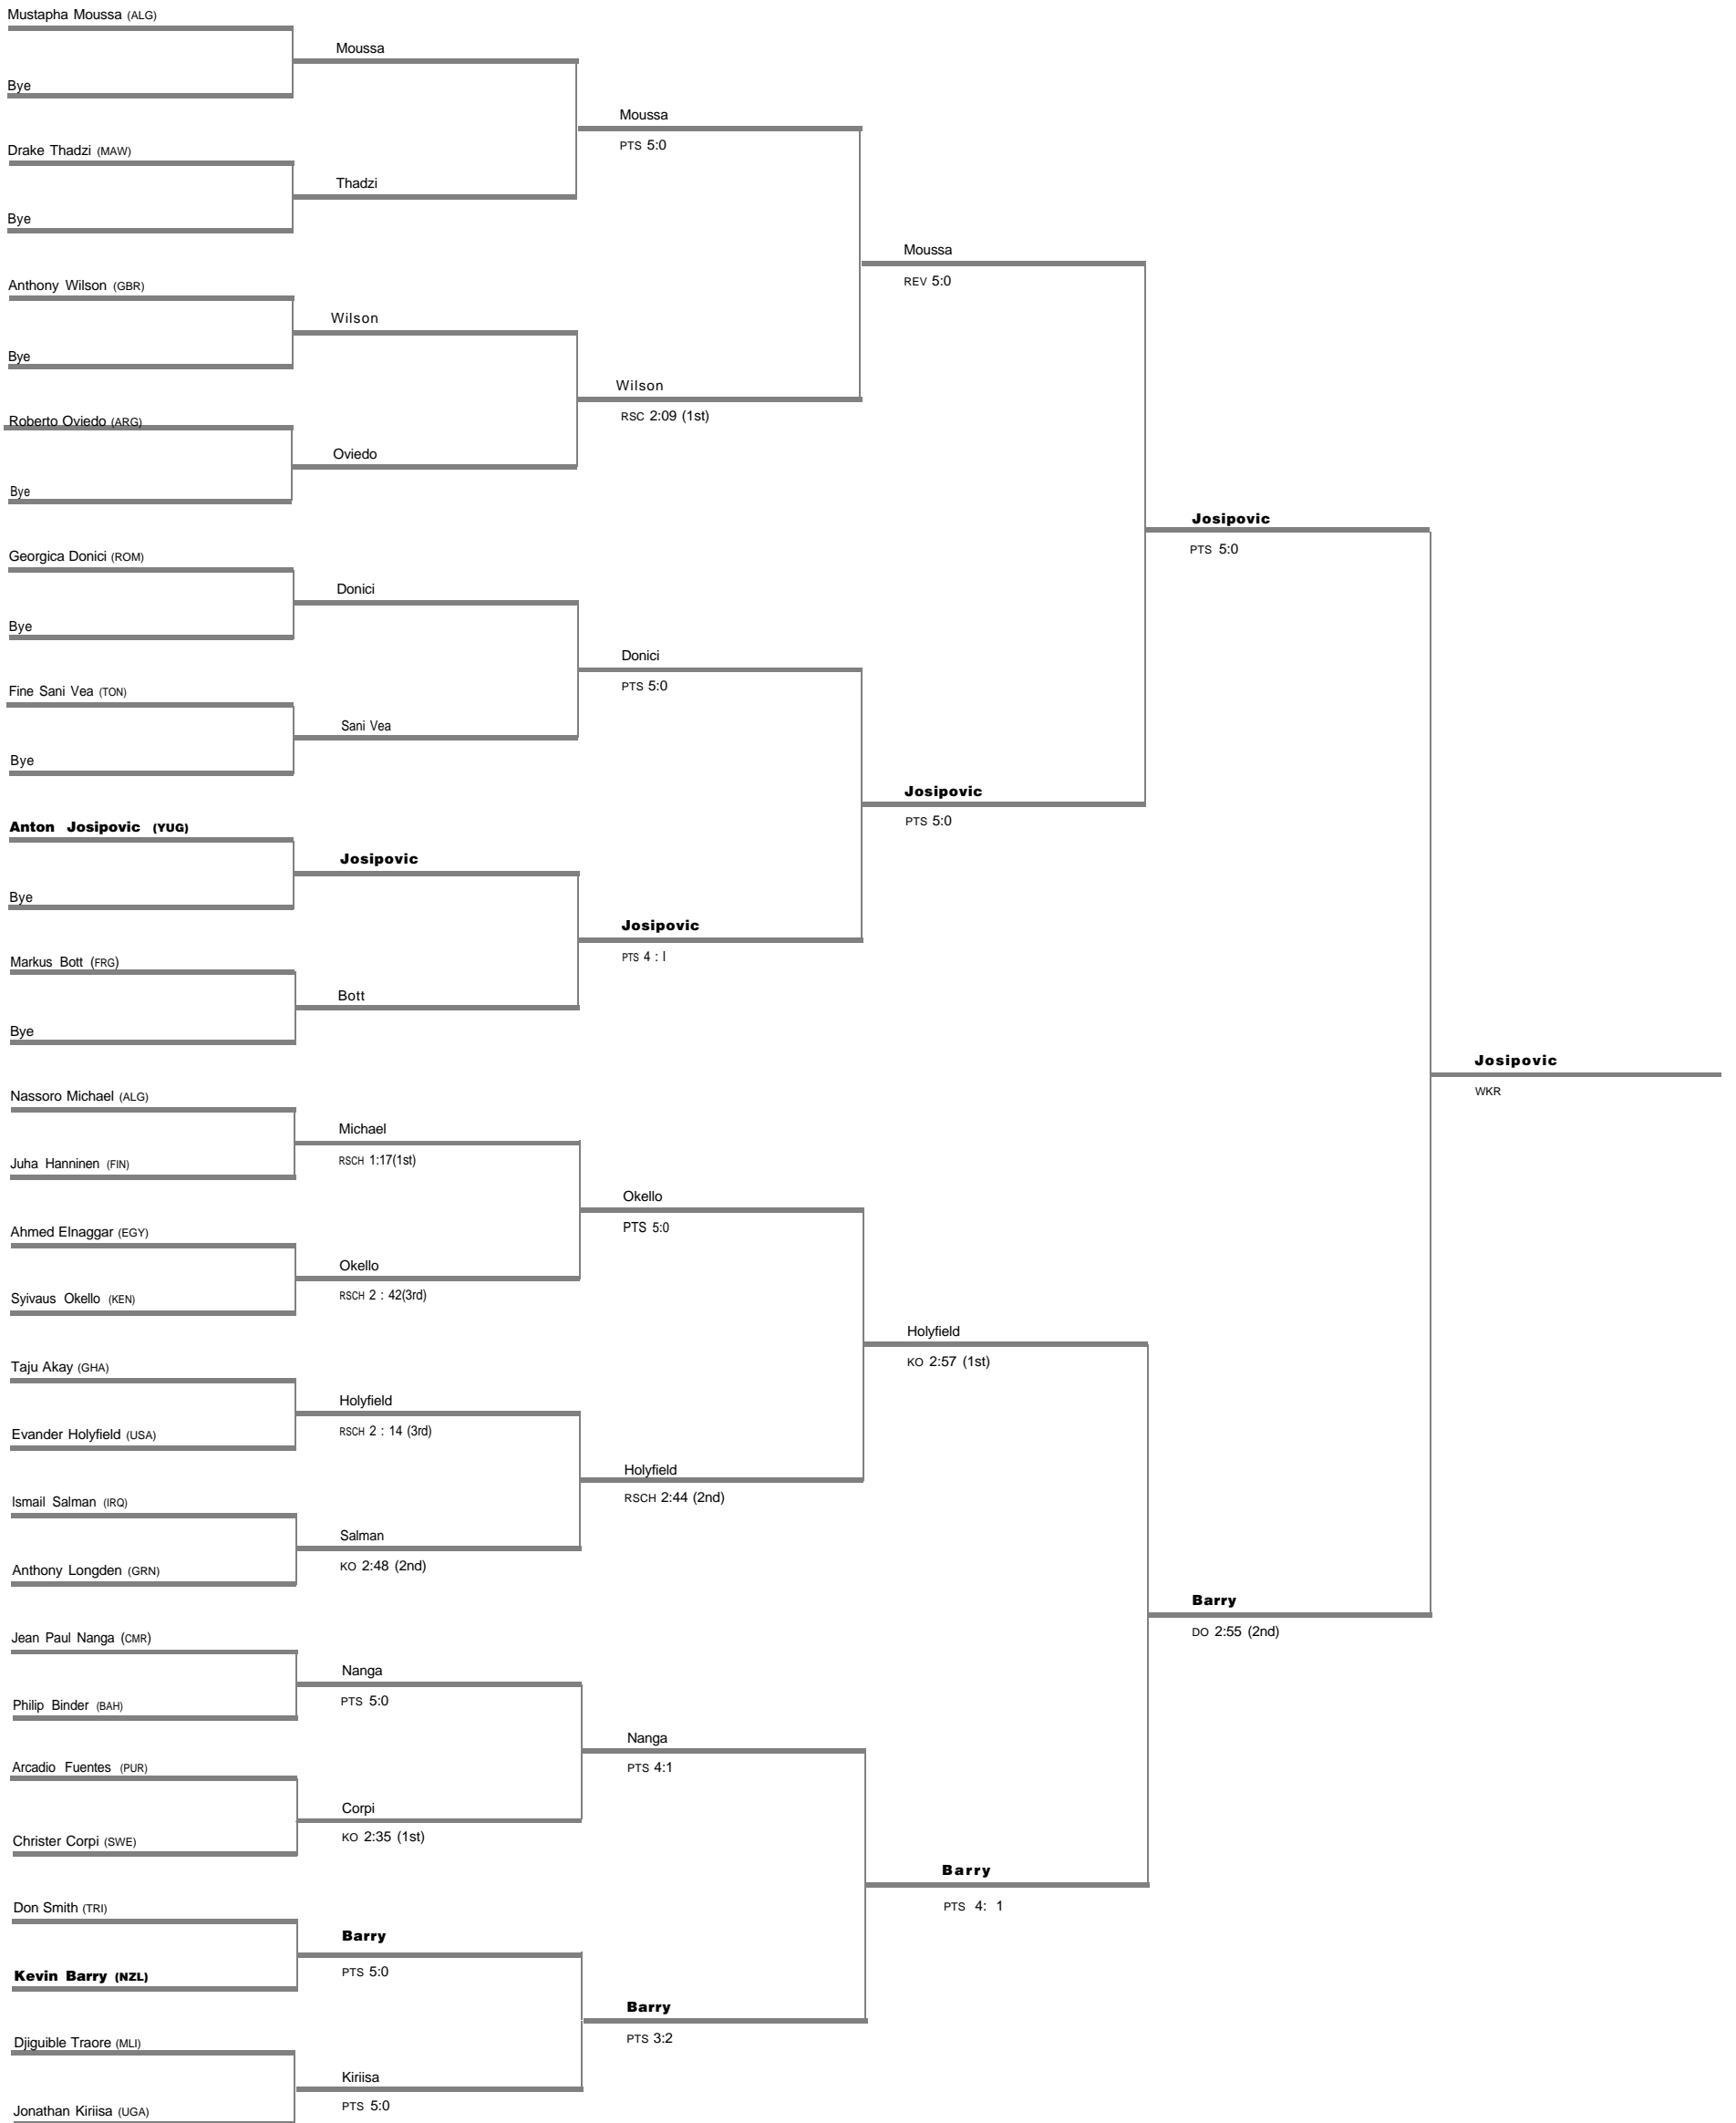 Mustapha Moussa (ALG)
Bye
Drake Thadzi (MAW)
Bye
Anthony Wilson (GBR)
Bye
Roberto Oviedo (ARG)
Bye
Georgica Donici (ROM)
Bye
Fine Sani Vea (TON)
Bye
Anton Josipovic (YUG)
Bye
Markus Bott (FRG)
Bye
Nassoro Michael (ALG)
Juha Hanninen (FIN)
Ahmed Elnaggar (EGY)
Syivaus Okello (KEN)
Taju Akay (GHA)
Evander Holyfield (USA)
Ismail Salman (IRQ)
Anthony Longden (GRN)
Jean Paul Nanga (CMR)
Philip Binder (BAH)
Arcadio Fuentes (PUR)
Christer Corpi (SWE)
Don Smith (TRI)
Kevin Barry (NZL)
Djiguible Traore (MLI)
Jonathan Kiriisa (UGA)
Moussa
Thadzi
Wilson
Oviedo
Donici
Sani Vea
Josipovic
Bott
Michael
RSCH 1:17(1st)
Okello
RSCH 2 : 42(3rd)
Holyfield
RSCH 2 : 14 (3rd)
Salman
KO 2:48 (2nd)
Nanga
PTS 5:0
Corpi
KO 2:35 (1st)
Barry
PTS 5:0
Kiriisa
PTS 5:0
Moussa
PTS 5:0
Wilson
RSC 2:09 (1st)
Donici
PTS 5:0
Josipovic
PTS 4 : l
Okello
PTS 5:0
Holyfield
RSCH 2:44 (2nd)
Nanga
PTS 4:1
Barry
PTS 3:2
Moussa
REV 5:0
Josipovic
PTS 5:0
Holyfield
KO 2:57 (1st)
Barry
PTS 4: 1
Josipovic
PTS 5:0
Barry
DO 2:55 (2nd)
Josipovic
WKR